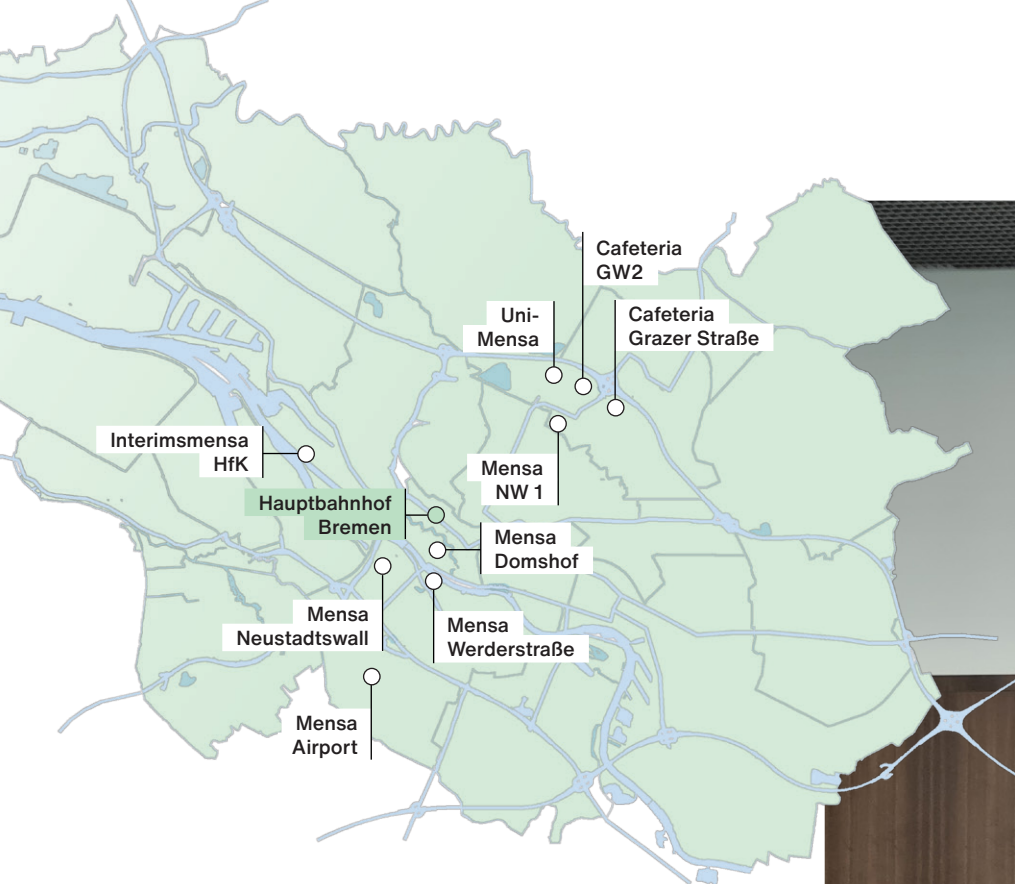 Cafeteria
GW2
Uni-
Mensa
Cafeteria
Grazer Straße
Interimsmensa
HfK
Mensa
NW 1
Hauptbahnhof
Bremen
Mensa
Domshof
Mensa
Neustadtswall
Mensa
Werderstraße
Mensa
Airport